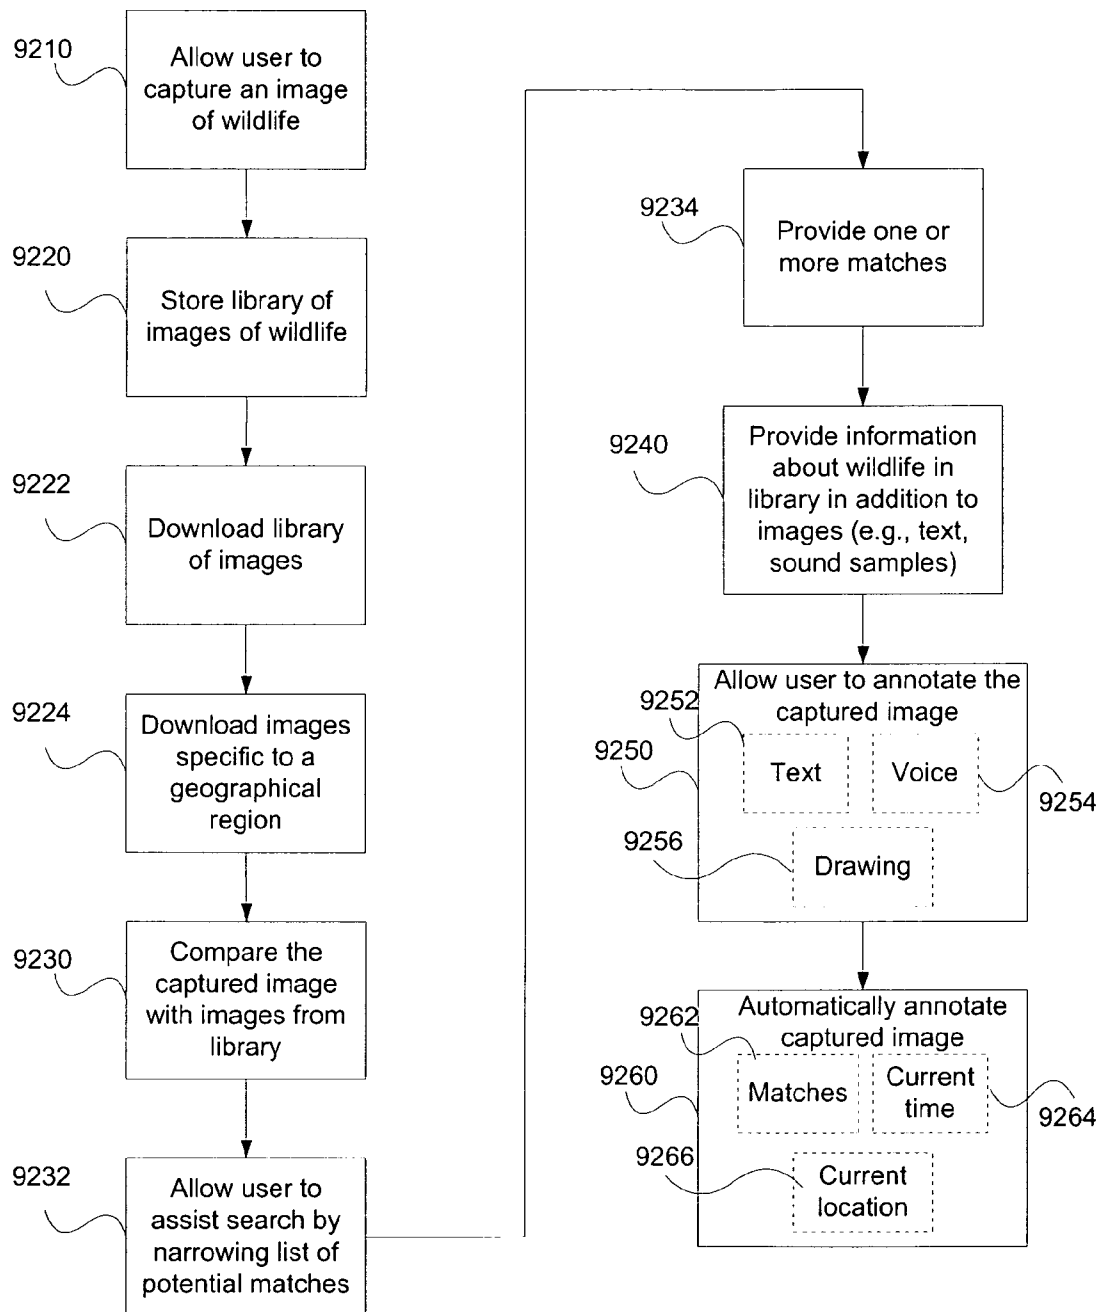 9210
Allow user to
capture an image
of wildlife
9220
Store library of
images of wildlife
9222
Download library
of images
9224
Download images
specific to a
geographical
region
9230
Compare the
captured image
with images from
library
9232
Allow user to
assist search by
narrowing list of
potential matches
9234
Provide one or
more matches
9240
Provide information
about wildlife in
library in addition to
images (e.g., text,
sound samples)
9250
Allow user to annotate the
captured image
9252
Text
Voice
9254
9256
Drawing
9260
Automatically annotate
captured image
9262
Matches
Current
time
9264
9266
Current
location